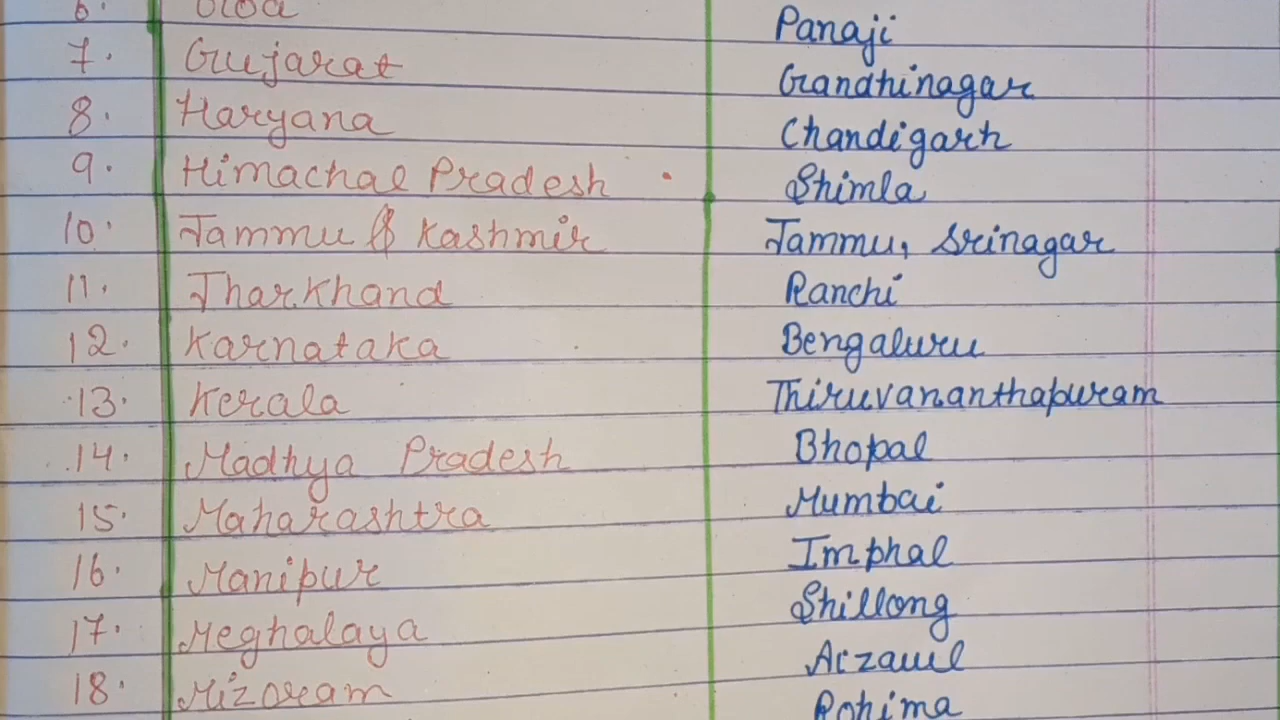 6. Goa Panaji
7. Gujarat Gandhinagar
8. Haryana Chandigarh
9. Himachal Pradesh Shimla
10. Jammu & Kashmir Jammu, Srinagar
11. Jharkhand Ranchi
12. Karnataka Bengaluru
13. Kerala Thiruvananthapuram
14. Madhya Pradesh Bhopal
15. Maharashtra Mumbai
16. Manipur Imphal
17. Meghalaya Shillong
18. Mizoram Aizawl